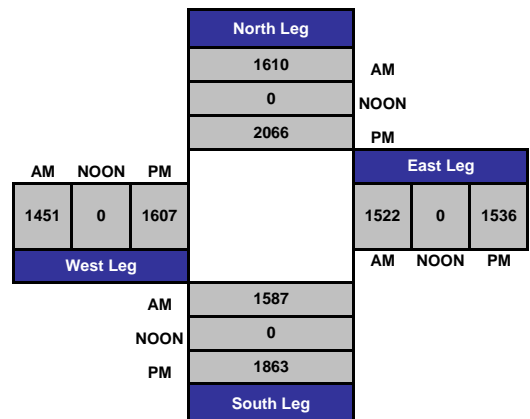 North Leg
1610 AM
0 NOON
2066 PM
AM NOON PM
East Leg
1451 0 1607
1522 0 1536
West Leg
AM NOON PM
AM 1587
NOON 0
PM 1863
South Leg